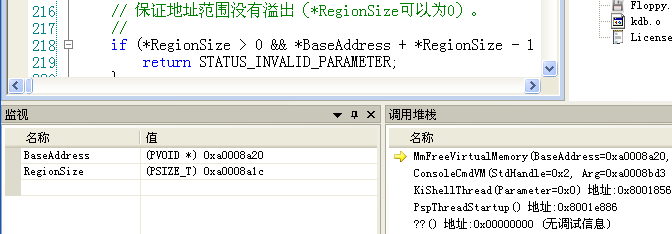 216 // 保证地址范围没有溢出（*RegionSize可以为0）。
217 //
218 if (*RegionSize > 0 && *BaseAddress + *RegionSize - 1
219 return STATUS_INVALID_PARAMETER;
220 }
Floppy.
kdb.o
License
监视
名称 值
BaseAddress (PVOID *) 0xa0008a20
RegionSize (PSIZE_T) 0xa0008a1c
调用堆栈
名称
MmFreeVirtualMemory(BaseAddress=0xa0008a20,
ConsoleCmdVM(StdHandle=0x2, Arg=0xa0008bd3
KiShellThread(Parameter=0x0) 地址:0x8001856
PspThreadStartup() 地址:0x8001e886
??() 地址:0x00000000 (无调试信息)